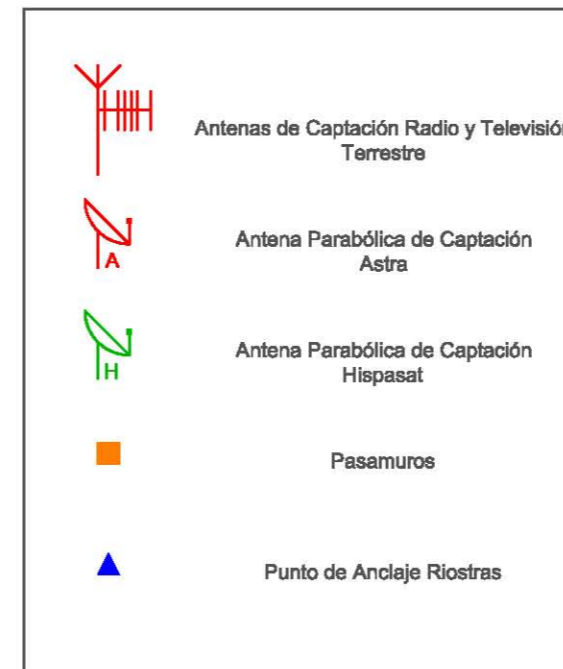 Antenas de Captación Radio y Televisión
Terrestre
A
Antena Parabólica de Captación
Astra
H
Antena Parabólica de Captación
Hispasat
Pasamuros
Punto de Anclaje Riostras